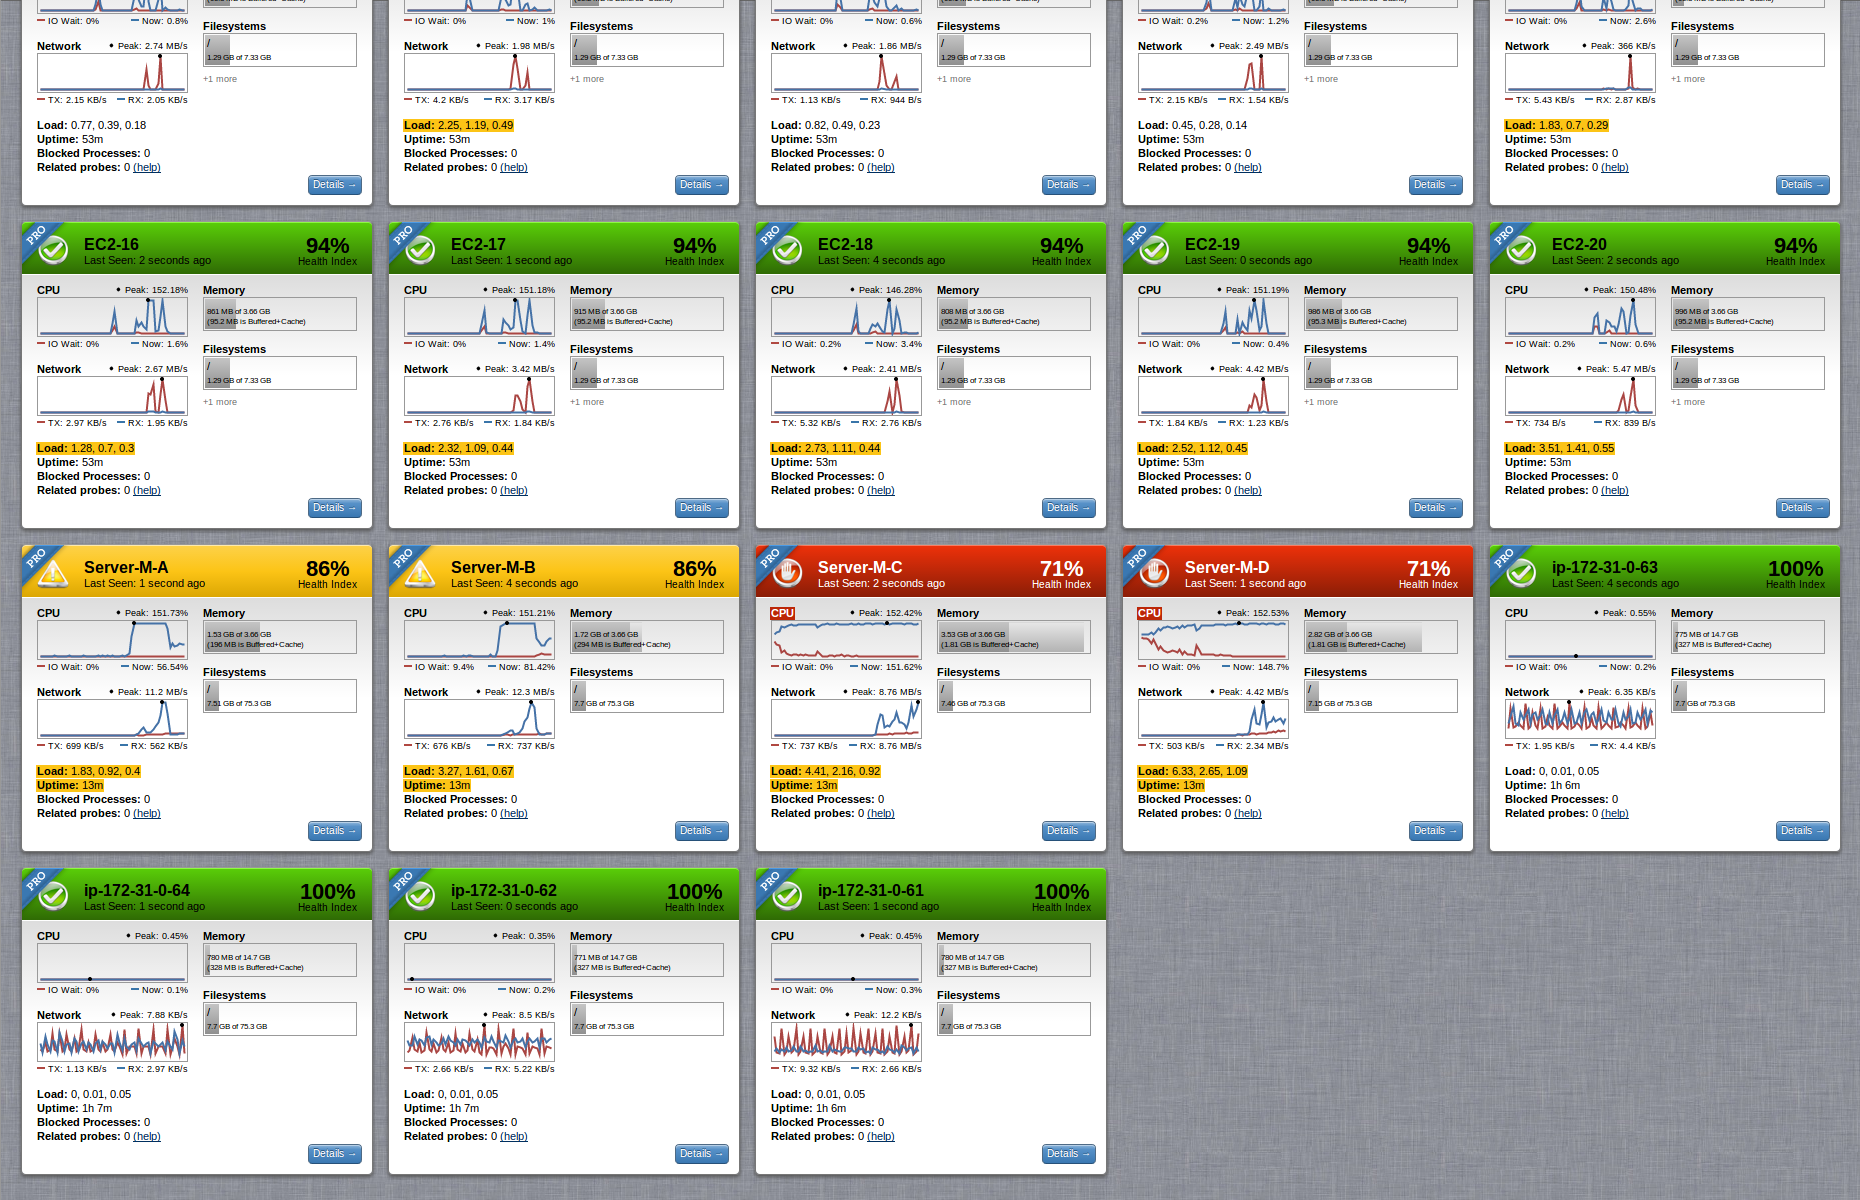 IO Wait: 0% Now: 0.8%
Network Peak: 2.74 MB/s
TX: 2.15 KB/s RX: 2.05 KB/s
Filesystems
/
1.29 GB of 7.33 GB
+1 more
Load: 0.77, 0.39, 0.18
Uptime: 53m
Blocked Processes: 0
Related probes: 0 (help)
Details →
IO Wait: 0% Now: 1%
Network Peak: 1.98 MB/s
TX: 4.2 KB/s RX: 3.17 KB/s
Filesystems
/
1.29 GB of 7.33 GB
+1 more
Load: 2.25, 1.19, 0.49
Uptime: 53m
Blocked Processes: 0
Related probes: 0 (help)
Details →
IO Wait: 0% Now: 0.6%
Network Peak: 1.86 MB/s
TX: 1.13 KB/s RX: 944 B/s
Filesystems
/
1.29 GB of 7.33 GB
+1 more
Load: 0.82, 0.49, 0.23
Uptime: 53m
Blocked Processes: 0
Related probes: 0 (help)
Details →
IO Wait: 0.2% Now: 1.2%
Network Peak: 2.49 MB/s
TX: 2.15 KB/s RX: 1.54 KB/s
Filesystems
/
1.29 GB of 7.33 GB
+1 more
Load: 0.45, 0.28, 0.14
Uptime: 53m
Blocked Processes: 0
Related probes: 0 (help)
Details →
IO Wait: 0% Now: 2.6%
Network Peak: 366 KB/s
TX: 5.43 KB/s RX: 2.87 KB/s
Filesystems
/
1.29 GB of 7.33 GB
+1 more
Load: 1.83, 0.7, 0.29
Uptime: 53m
Blocked Processes: 0
Related probes: 0 (help)
Details →
PRO
EC2-16 94%
Last Seen: 2 seconds ago Health Index
CPU Peak: 152.18%
IO Wait: 0% Now: 1.6%
Network Peak: 2.67 MB/s
TX: 2.97 KB/s RX: 1.95 KB/s
Memory
861 MB of 3.66 GB
(95.2 MB is Buffered+Cache)
Filesystems
/
1.29 GB of 7.33 GB
+1 more
Load: 1.28, 0.7, 0.3
Uptime: 53m
Blocked Processes: 0
Related probes: 0 (help)
Details →
PRO
EC2-17 94%
Last Seen: 1 second ago Health Index
CPU Peak: 151.18%
IO Wait: 0% Now: 1.4%
Network Peak: 3.42 MB/s
TX: 2.76 KB/s RX: 1.84 KB/s
Memory
915 MB of 3.66 GB
(95.2 MB is Buffered+Cache)
Filesystems
/
1.29 GB of 7.33 GB
+1 more
Load: 2.32, 1.09, 0.44
Uptime: 53m
Blocked Processes: 0
Related probes: 0 (help)
Details →
PRO
EC2-18 94%
Last Seen: 4 seconds ago Health Index
CPU Peak: 146.28%
IO Wait: 0.2% Now: 3.4%
Network Peak: 2.41 MB/s
TX: 5.32 KB/s RX: 2.76 KB/s
Memory
808 MB of 3.66 GB
(95.2 MB is Buffered+Cache)
Filesystems
/
1.29 GB of 7.33 GB
+1 more
Load: 2.73, 1.11, 0.44
Uptime: 53m
Blocked Processes: 0
Related probes: 0 (help)
Details →
PRO
EC2-19 94%
Last Seen: 0 seconds ago Health Index
CPU Peak: 151.19%
IO Wait: 0% Now: 0.4%
Network Peak: 4.42 MB/s
TX: 1.84 KB/s RX: 1.23 KB/s
Memory
986 MB of 3.66 GB
(95.3 MB is Buffered+Cache)
Filesystems
/
1.29 GB of 7.33 GB
+1 more
Load: 2.52, 1.12, 0.45
Uptime: 53m
Blocked Processes: 0
Related probes: 0 (help)
Details →
PRO
EC2-20 94%
Last Seen: 2 seconds ago Health Index
CPU Peak: 150.48%
IO Wait: 0.2% Now: 0.6%
Network Peak: 5.47 MB/s
TX: 734 B/s RX: 839 B/s
Memory
996 MB of 3.66 GB
(95.2 MB is Buffered+Cache)
Filesystems
/
1.29 GB of 7.33 GB
+1 more
Load: 3.51, 1.41, 0.55
Uptime: 53m
Blocked Processes: 0
Related probes: 0 (help)
Details →
PRO
Server-M-A 86%
Last Seen: 1 second ago Health Index
CPU Peak: 151.73%
IO Wait: 0% Now: 56.54%
Network Peak: 11.2 MB/s
TX: 699 KB/s RX: 562 KB/s
Memory
1.53 GB of 3.66 GB
(196 MB is Buffered+Cache)
Filesystems
/
7.51 GB of 75.3 GB
Load: 1.83, 0.92, 0.4
Uptime: 13m
Blocked Processes: 0
Related probes: 0 (help)
Details →
PRO
Server-M-B 86%
Last Seen: 4 seconds ago Health Index
CPU Peak: 151.21%
IO Wait: 9.4% Now: 81.42%
Network Peak: 12.3 MB/s
TX: 676 KB/s RX: 737 KB/s
Memory
1.72 GB of 3.66 GB
(294 MB is Buffered+Cache)
Filesystems
/
7.7 GB of 75.3 GB
Load: 3.27, 1.61, 0.67
Uptime: 13m
Blocked Processes: 0
Related probes: 0 (help)
Details →
PRO
Server-M-C 71%
Last Seen: 2 seconds ago Health Index
CPU Peak: 152.42%
IO Wait: 0% Now: 151.62%
Network Peak: 8.76 MB/s
TX: 737 KB/s RX: 8.76 MB/s
Memory
3.53 GB of 3.66 GB
(1.81 GB is Buffered+Cache)
Filesystems
/
7.46 GB of 75.3 GB
Load: 4.41, 2.16, 0.92
Uptime: 13m
Blocked Processes: 0
Related probes: 0 (help)
Details →
PRO
Server-M-D 71%
Last Seen: 1 second ago Health Index
CPU Peak: 152.53%
IO Wait: 0% Now: 148.7%
Network Peak: 4.42 MB/s
TX: 503 KB/s RX: 2.34 MB/s
Memory
2.82 GB of 3.66 GB
(1.81 GB is Buffered+Cache)
Filesystems
/
7.15 GB of 75.3 GB
Load: 6.33, 2.65, 1.09
Uptime: 13m
Blocked Processes: 0
Related probes: 0 (help)
Details →
PRO
ip-172-31-0-63 100%
Last Seen: 4 seconds ago Health Index
CPU Peak: 0.55%
IO Wait: 0% Now: 0.2%
Network Peak: 6.35 KB/s
TX: 1.95 KB/s RX: 4.4 KB/s
Memory
775 MB of 14.7 GB
(327 MB is Buffered+Cache)
Filesystems
/
7.7 GB of 75.3 GB
Load: 0, 0.01, 0.05
Uptime: 1h 6m
Blocked Processes: 0
Related probes: 0 (help)
Details →
PRO
ip-172-31-0-64 100%
Last Seen: 1 second ago Health Index
CPU Peak: 0.45%
IO Wait: 0% Now: 0.1%
Network Peak: 7.88 KB/s
TX: 1.13 KB/s RX: 2.97 KB/s
Memory
780 MB of 14.7 GB
(328 MB is Buffered+Cache)
Filesystems
/
7.7 GB of 75.3 GB
Load: 0, 0.01, 0.05
Uptime: 1h 7m
Blocked Processes: 0
Related probes: 0 (help)
Details →
PRO
ip-172-31-0-62 100%
Last Seen: 0 seconds ago Health Index
CPU Peak: 0.35%
IO Wait: 0% Now: 0.2%
Network Peak: 8.5 KB/s
TX: 2.66 KB/s RX: 5.22 KB/s
Memory
771 MB of 14.7 GB
(327 MB is Buffered+Cache)
Filesystems
/
7.7 GB of 75.3 GB
Load: 0, 0.01, 0.05
Uptime: 1h 7m
Blocked Processes: 0
Related probes: 0 (help)
Details →
PRO
ip-172-31-0-61 100%
Last Seen: 1 second ago Health Index
CPU Peak: 0.45%
IO Wait: 0% Now: 0.3%
Network Peak: 12.2 KB/s
TX: 9.32 KB/s RX: 2.66 KB/s
Memory
780 MB of 14.7 GB
(327 MB is Buffered+Cache)
Filesystems
/
7.7 GB of 75.3 GB
Load: 0, 0.01, 0.05
Uptime: 1h 6m
Blocked Processes: 0
Related probes: 0 (help)
Details →